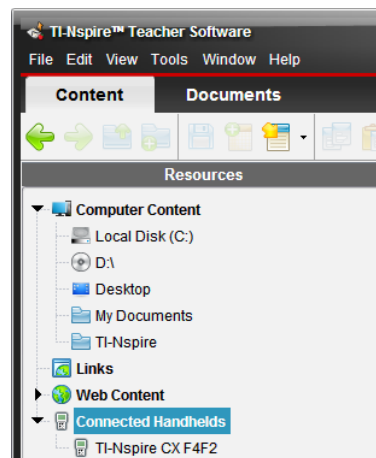 TI-Nspire™ Teacher Software
File Edit View Tools Window Help
Content Documents
Resources
Computer Content
Local Disk (C:)
D:\
Desktop
My Documents
TI-Nspire
Links
Web Content
Connected Handhelds
TI-Nspire CX F4F2